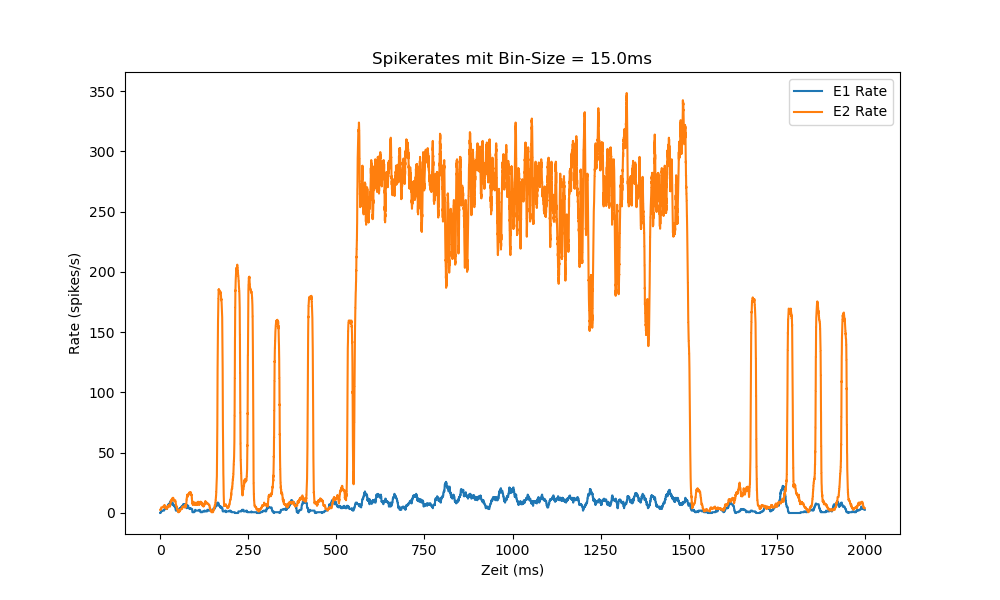 Spikerates mit Bin-Size = 15.0ms
E1 Rate
E2 Rate
Rate (spikes/s)
350
300
250
200
150
100
50
0
0 250 500 750 1000 1250 1500 1750 2000
Zeit (ms)